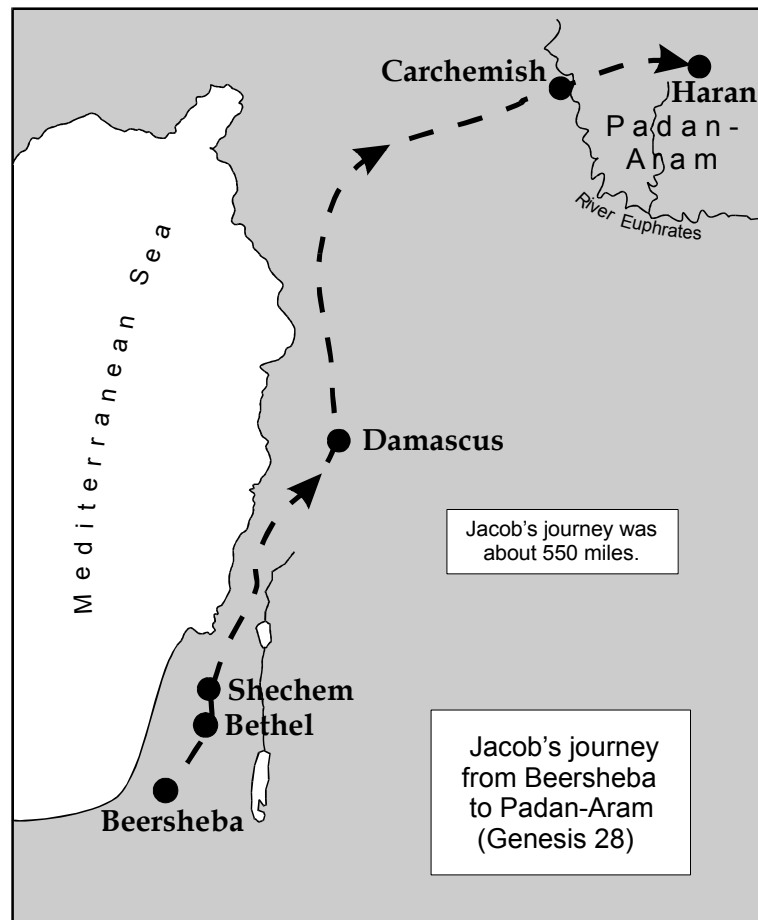 Carchemish
Haran
Padan-
Aram
River Euphrates
Mediterranean Sea
Damascus
Jacob’s journey was
about 550 miles.
Shechem
Bethel
Beersheba
Jacob’s journey
from Beersheba
to Padan-Aram
(Genesis 28)